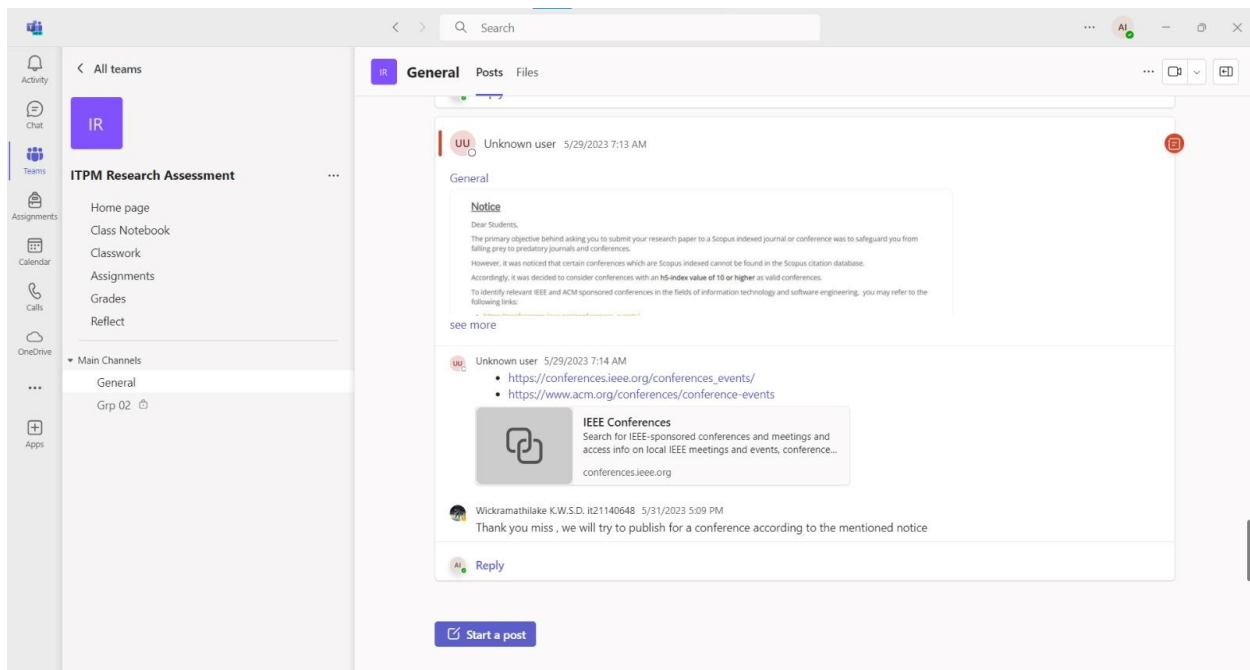 Search
AI
Activity
Chat
Teams
Assignments
Calendar
Calls
OneDrive
Apps
All teams
IR
ITPM Research Assessment
Home page
Class Notebook
Classwork
Assignments
Grades
Reflect
Main Channels
General
Grp 02
IR General Posts Files
UU Unknown user 5/29/2023 7:13 AM
General
Notice
Dear Students,
The primary objective behind asking you to submit your research paper to a Scopus indexed journal or conference was to safeguard you from
falling prey to predatory journals and conferences.
However, it was noticed that certain conferences which are Scopus indexed cannot be found in the Scopus citation database.
Accordingly, it was decided to consider conferences with an h5-index value of 10 or higher as valid conferences.
To identify relevant IEEE and ACM sponsored conferences in the fields of information technology and software engineering, you may refer to the
following links:
see more
UU Unknown user 5/29/2023 7:14 AM
• https://conferences.ieee.org/conferences_events/
• https://www.acm.org/conferences/conference-events
IEEE Conferences
Search for IEEE-sponsored conferences and meetings and
access info on local IEEE meetings and events, conference...
conferences.ieee.org
Wickramathilake K.W.S.D. it21140648 5/31/2023 5:09 PM
Thank you miss , we will try to publish for a conference according to the mentioned notice
AI Reply
Start a post